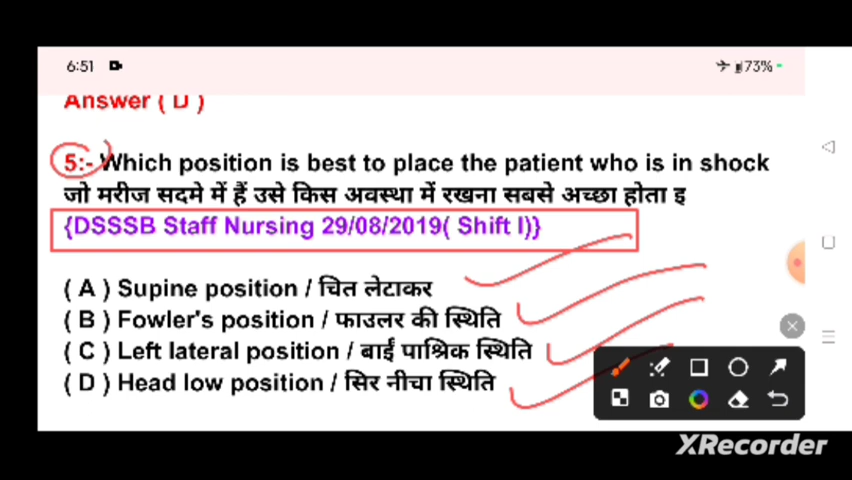 6:51
73%
Answer ( D )
5:- Which position is best to place the patient who is in shock
जो मरीज सदमे में हैं उसे किस अवस्था में रखना सबसे अच्छा होता इ
{DSSSB Staff Nursing 29/08/2019( Shift I)}
( A ) Supine position / चित लेटाकर
( B ) Fowler's position / फाउलर की स्थिति
( C ) Left lateral position / बाईं पाश्रिक स्थिति
( D ) Head low position / सिर नीचा स्थिति
XRecorder